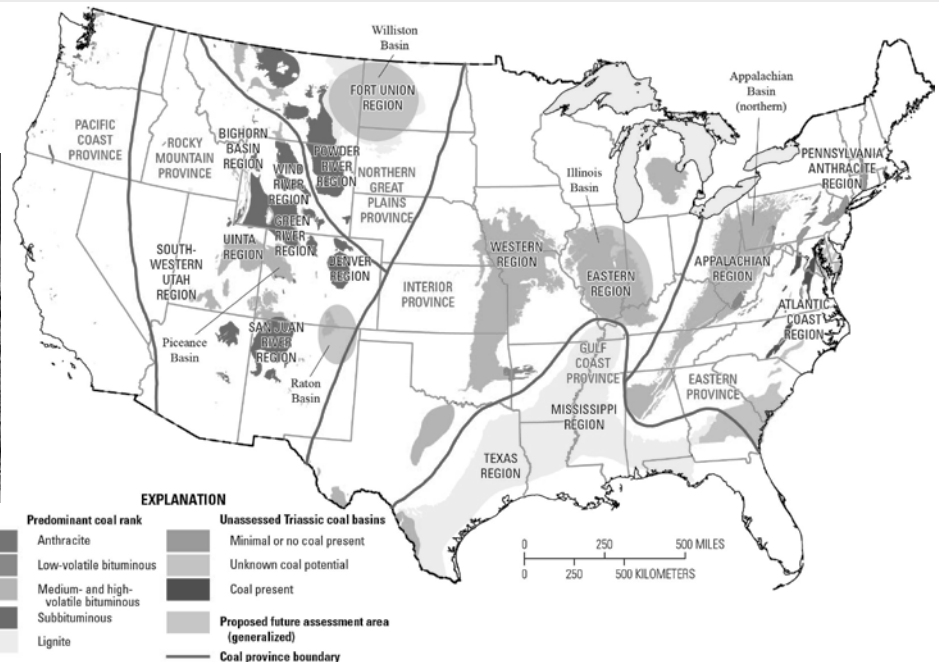 Williston
Basin
FORT UNION
REGION
Appalachian
Basin
(northern)
PACIFIC
COAST
PROVINCE
ROCKY
MOUNTAIN
PROVINCE
BIGHORN
BASIN
REGION
POWDER
RIVER
REGION
WIND
RIVER
REGION
NORTHERN
GREAT
PLAINS
PROVINCE
PENNSYLVANIA
ANTHRACITE
REGION
Illinois
Basin
GREEN
RIVER
REGION
UINTA
REGION
SOUTH-
WESTERN
UTAH
REGION
DENVER
REGION
WESTERN
REGION
INTERIOR
PROVINCE
EASTERN
REGION
APPALACHIAN
REGION
ATLANTIC
COAST
REGION
Piceance
Basin
SAN JUAN
RIVER
REGION
Raton
Basin
GULF
COAST
PROVINCE
EASTERN
PROVINCE
MISSISSIPPI
REGION
TEXAS
REGION
EXPLANATION
Predominant coal rank
Anthracite
Low-volatile bituminous
Medium- and high-
volatile bituminous
Subbituminous
Lignite
Unassessed Triassic coal basins
Minimal or no coal present
Unknown coal potential
Coal present
Proposed future assessment area
(generalized)
Coal province boundary
0 250 500 MILES
0 250 500 KILOMETERS